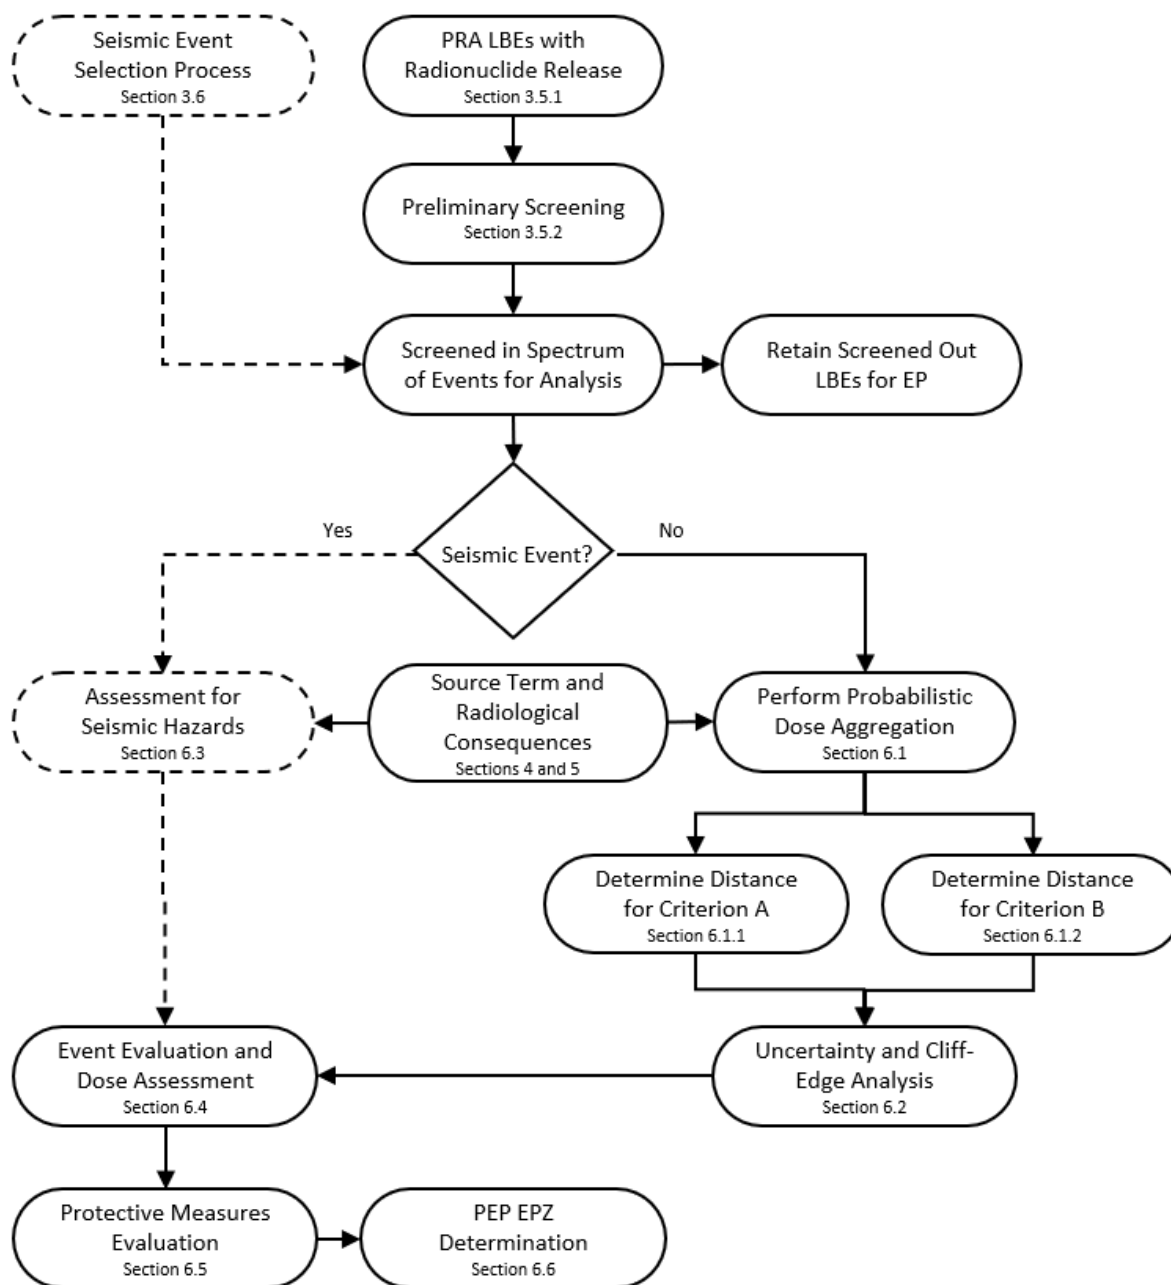 Seismic Event
Selection Process
Section 3.6
PRA LBEs with
Radionuclide Release
Section 3.5.1
Preliminary Screening
Section 3.5.2
Screened in Spectrum
of Events for Analysis
Retain Screened Out
LBEs for EP
Yes
No
Seismic Event?
Assessment for
Seismic Hazards
Section 6.3
Source Term and
Radiological
Consequences
Sections 4 and 5
Perform Probabilistic
Dose Aggregation
Section 6.1
Determine Distance
for Criterion A
Section 6.1.1
Determine Distance
for Criterion B
Section 6.1.2
Event Evaluation and
Dose Assessment
Section 6.4
Uncertainty and Cliff-
Edge Analysis
Section 6.2
Protective Measures
Evaluation
Section 6.5
PEP EPZ
Determination
Section 6.6